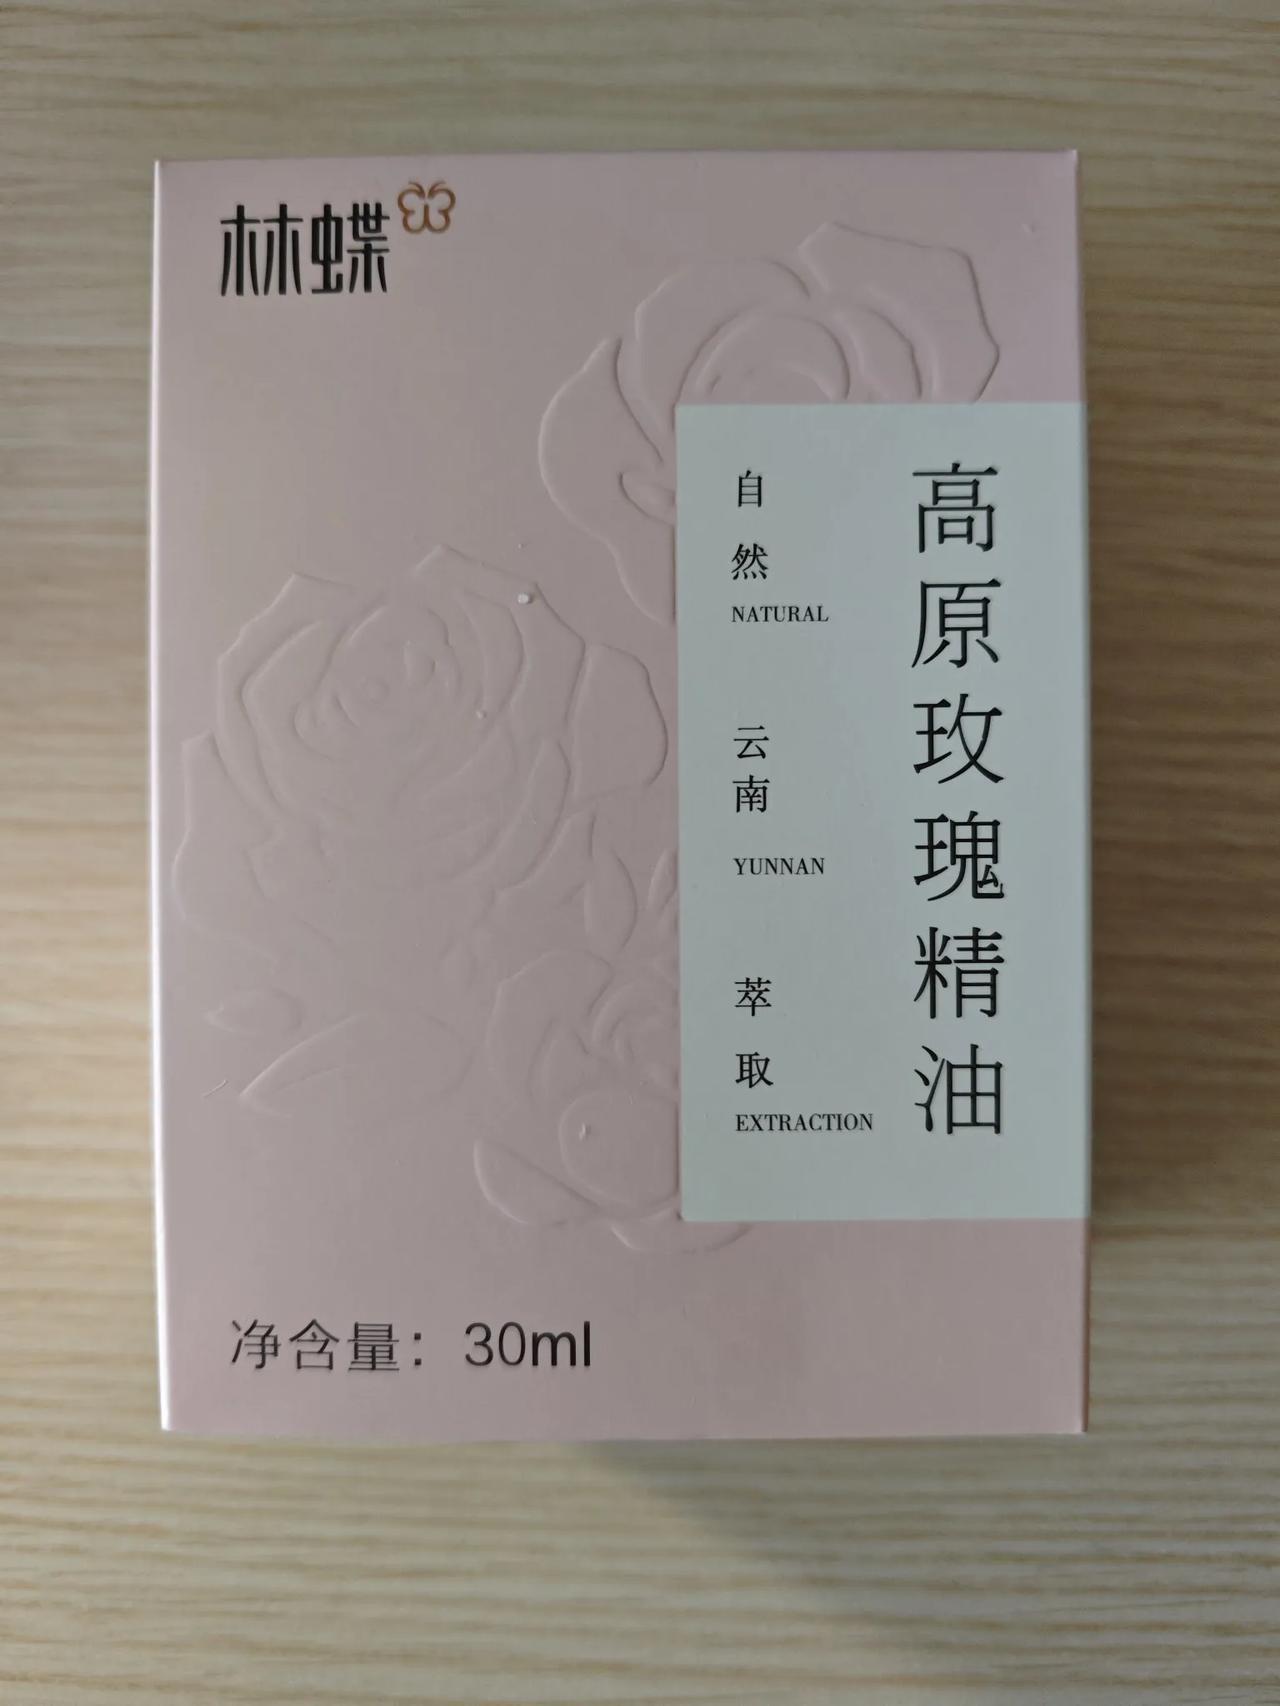 林蝶
高原玫瑰精油
自然
NATURAL
云南
YUNNAN
萃取
EXTRACTION
净含量：30ml